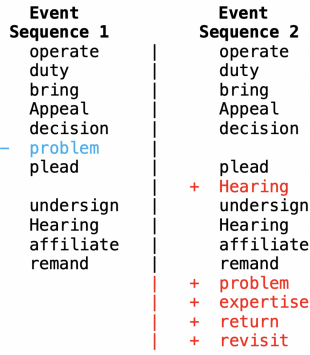 Event Event
Sequence 1 Sequence 2
operate | operate
duty | duty
bring | bring
Appeal | Appeal
decision | decision
– problem |
plead | plead
| + Hearing
undersign | undersign
Hearing | Hearing
affiliate | affiliate
remand | remand
| + problem
| + expertise
| + return
| + revisit